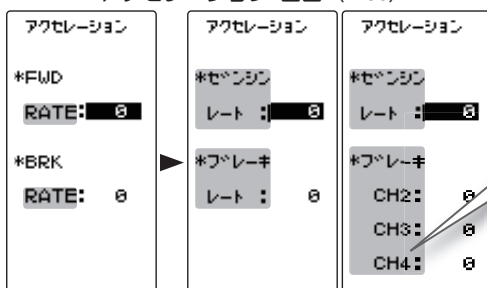 アクセレーション
*FWD
RATE: 0
*BRK
RATE: 0
アクセレーション
*ゼンシン
レート : 0
*ブレーキ
レート : 0
アクセレーション
*ゼンシン
レート : 0
*ブレーキ
CH2: 0
CH3: 0
CH4: 0